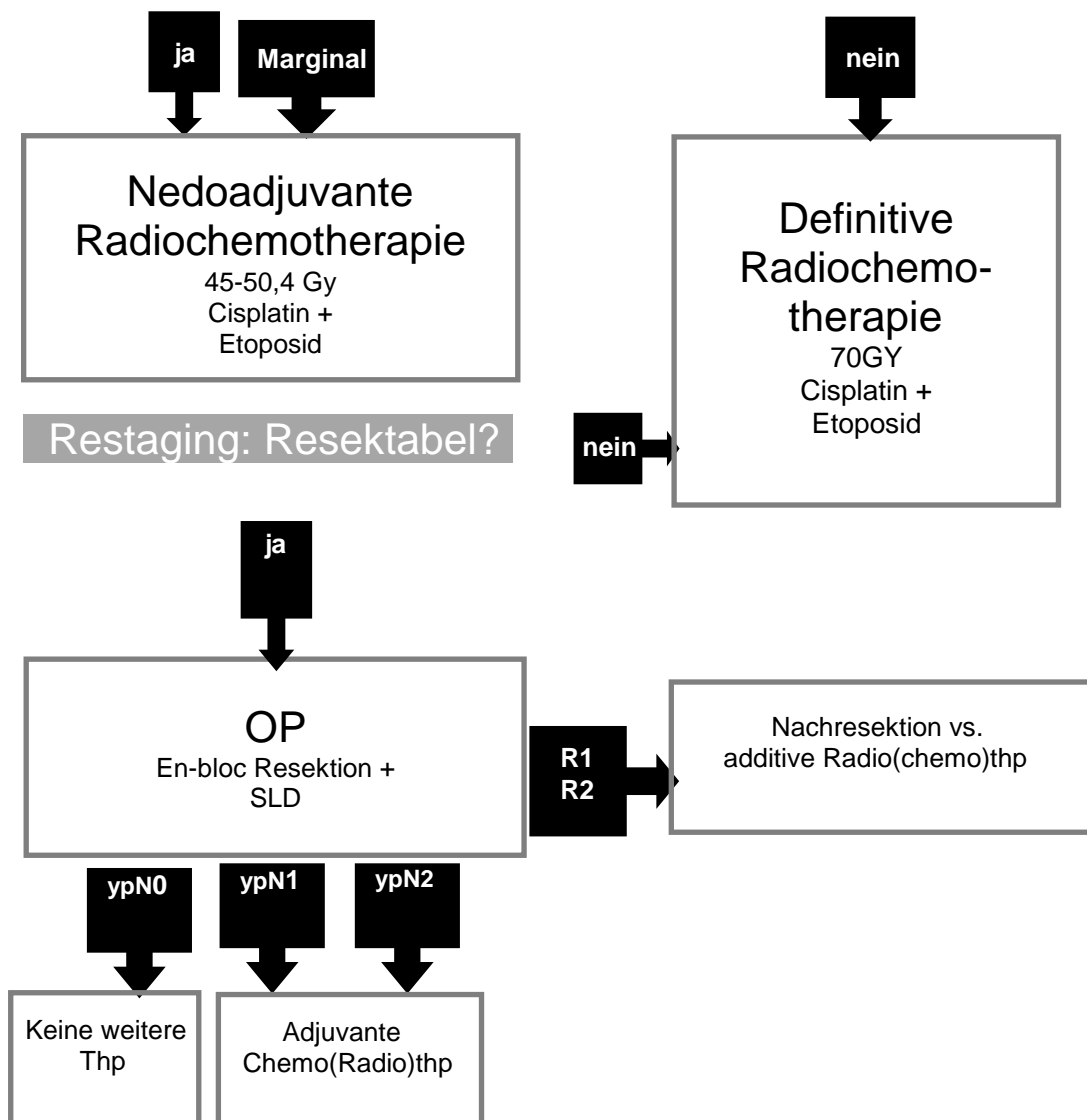 ja
Marginal
nein
Nedoadjuvante
Radiochemotherapie
45-50,4 Gy
Cisplatin +
Etoposid
Definitive
Radiochemo-
therapie
70GY
Cisplatin +
Etoposid
Restaging: Resektabel?
nein
ja
OP
En-bloc Resektion +
SLD
R1
R2
Nachresektion vs.
additive Radio(chemo)thp
ypN0
ypN1
ypN2
Keine weitere
Thp
Adjuvante
Chemo(Radio)thp